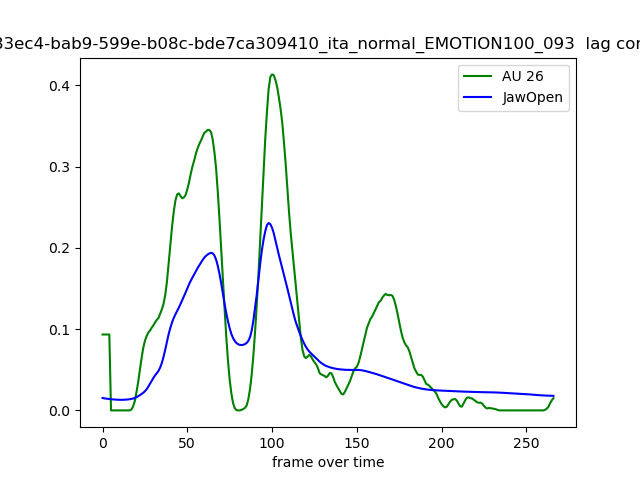 33ec4-bab9-599e-b08c-bde7ca309410_ita_normal_EMOTION100_093 lag cor
AU 26
JawOpen
0.4
0.3
0.2
0.1
0.0
0 50 100 150 200 250
frame over time